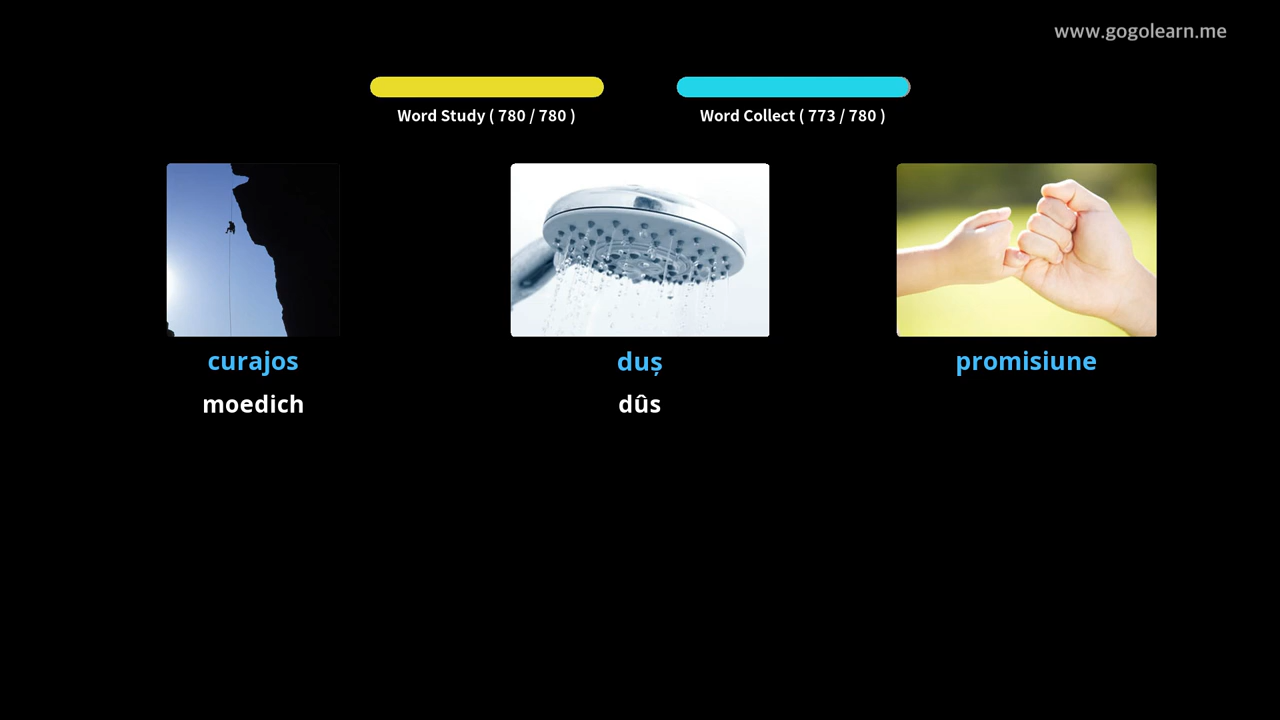 www.gogolearn.me
Word Study ( 780 / 780 )
Word Collect ( 773 / 780 )
curajos
duș
promisiune
moedich
dûs